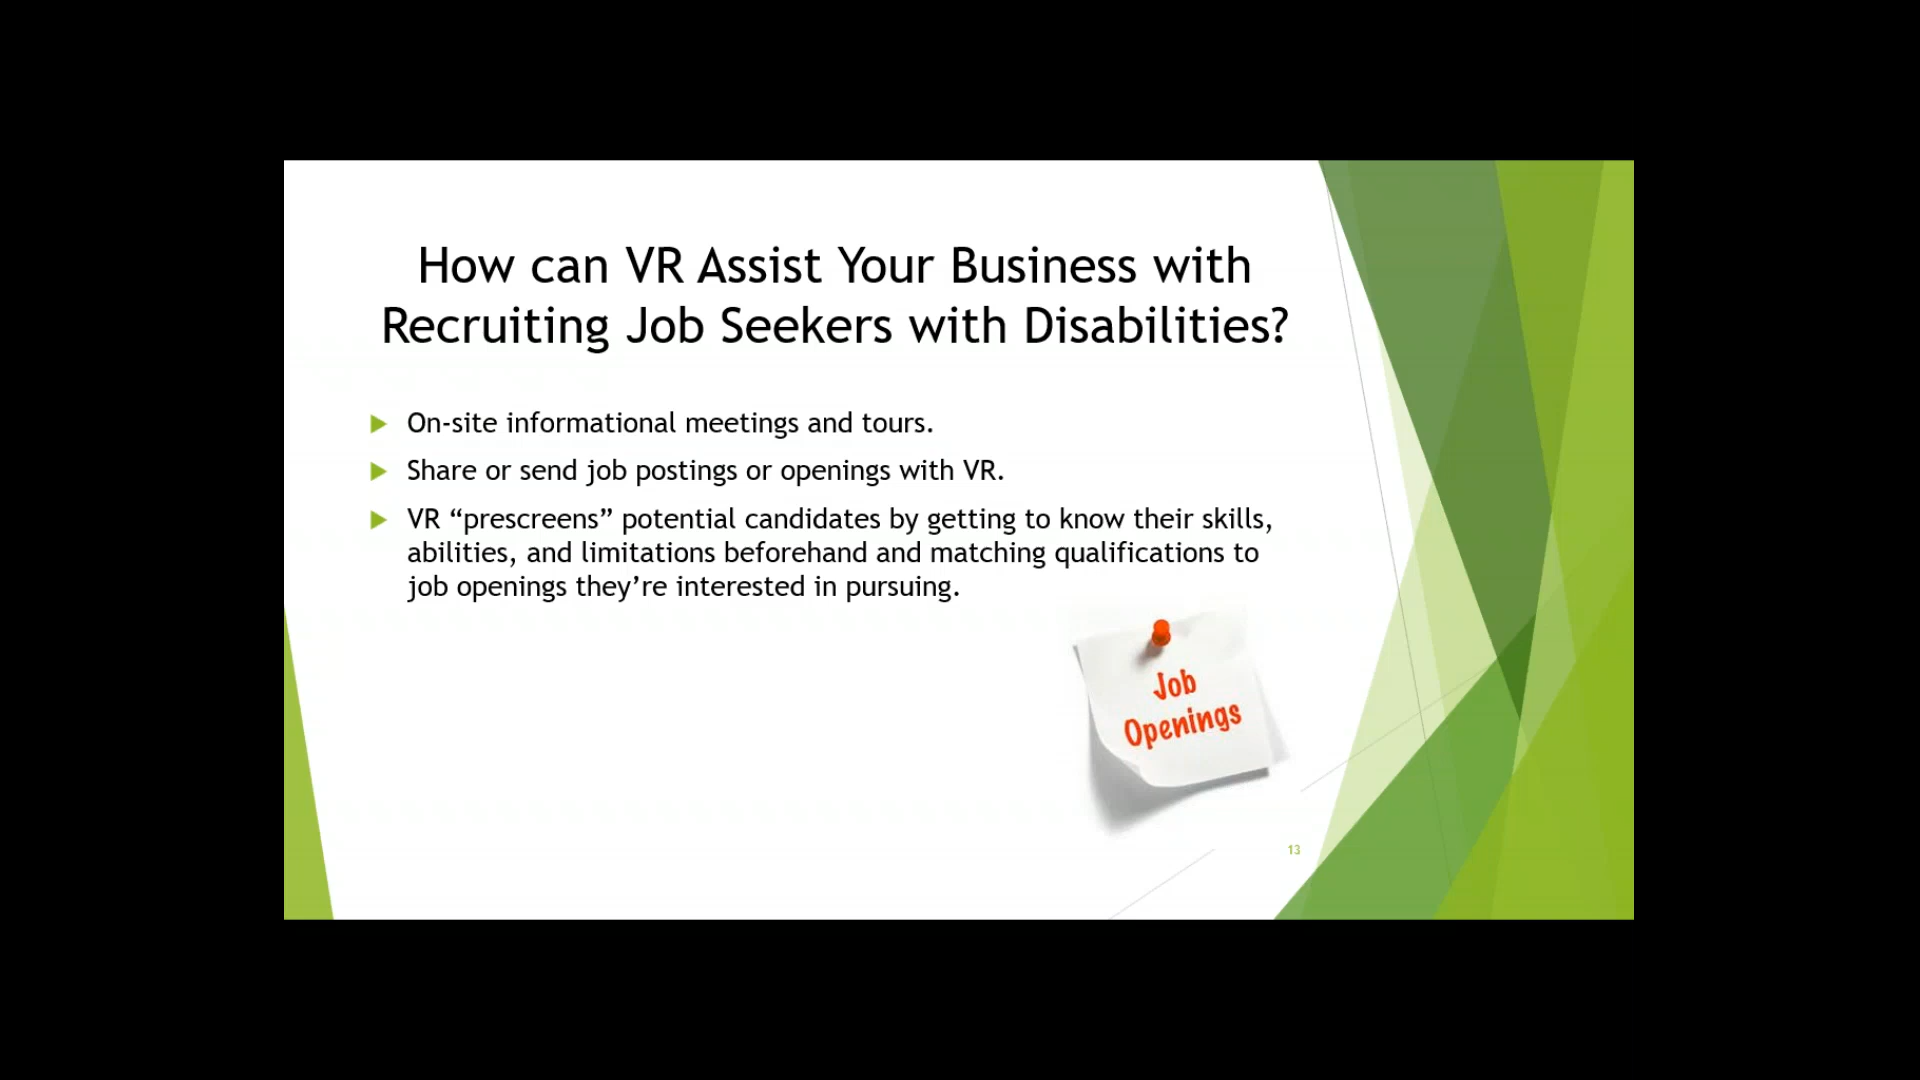 How can VR Assist Your Business with
Recruiting Job Seekers with Disabilities?
On-site informational meetings and tours.
Share or send job postings or openings with VR.
VR “prescreens” potential candidates by getting to know their skills,
abilities, and limitations beforehand and matching qualifications to
job openings they’re interested in pursuing.
Job
Openings
13